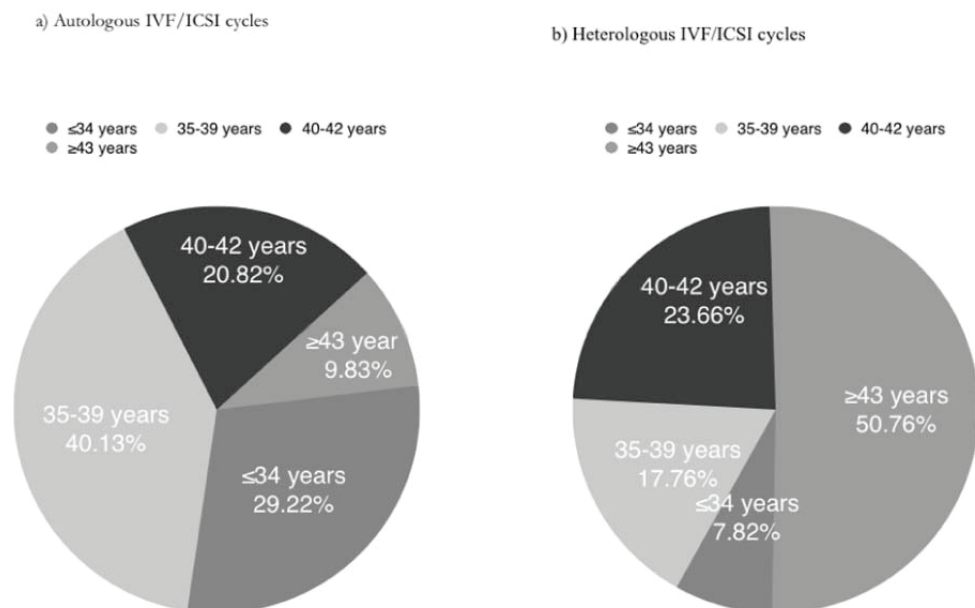 a) Autologous IVF/ICSI cycles
≤34 years 35-39 years 40-42 years
≥43 years
40-42 years
20.82%
≥43 year
9.83%
35-39 years
40.13%
≤34 years
29.22%
b) Heterologous IVF/ICSI cycles
≤34 years 35-39 years 40-42 years
≥43 years
40-42 years
23.66%
≥43 years
50.76%
35-39 years
17.76%
≤34 years
7.82%